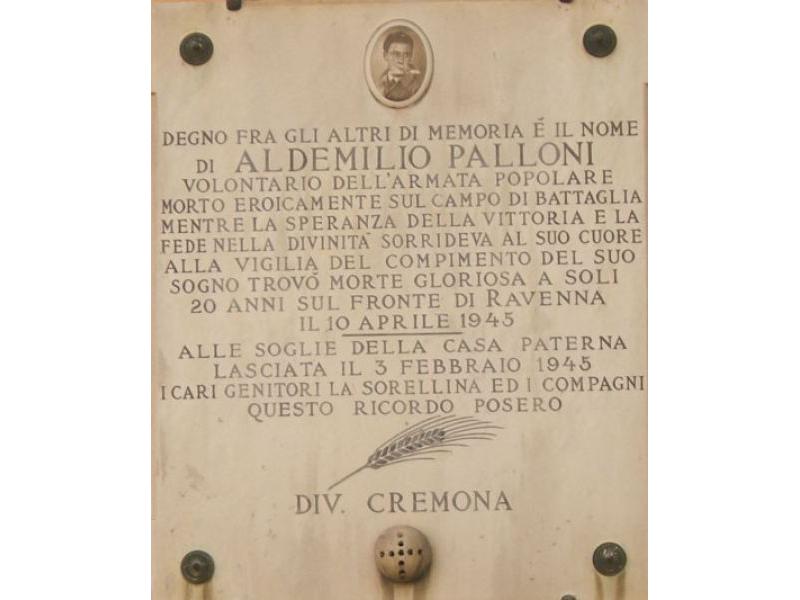 DEGNO FRA GLI ALTRI DI MEMORIA É IL NOME
DI ALDEMILIO PALLONI
VOLONTARIO DELL'ARMATA POPOLARE
MORTO EROICAMENTE SUL CAMPO DI BATTAGLIA
MENTRE LA SPERANZA DELLA VITTORIA E LA
FEDE NELLA DIVINITÀ SORRIDEVA AL SUO CUORE
ALLA VIGILIA DEL COMPIMENTO DEL SUO
SOGNO TROVÓ MORTE GLORIOSA A SOLI
20 ANNI SUL FRONTE DI RAVENNA
IL 10 APRILE 1945
ALLE SOGLIE DELLA CASA PATERNA
LASCIATA IL 3 FEBBRAIO 1945
I CARI GENITORI LA SORELLINA ED I COMPAGNI
QUESTO RICORDO POSERO
DIV. CREMONA